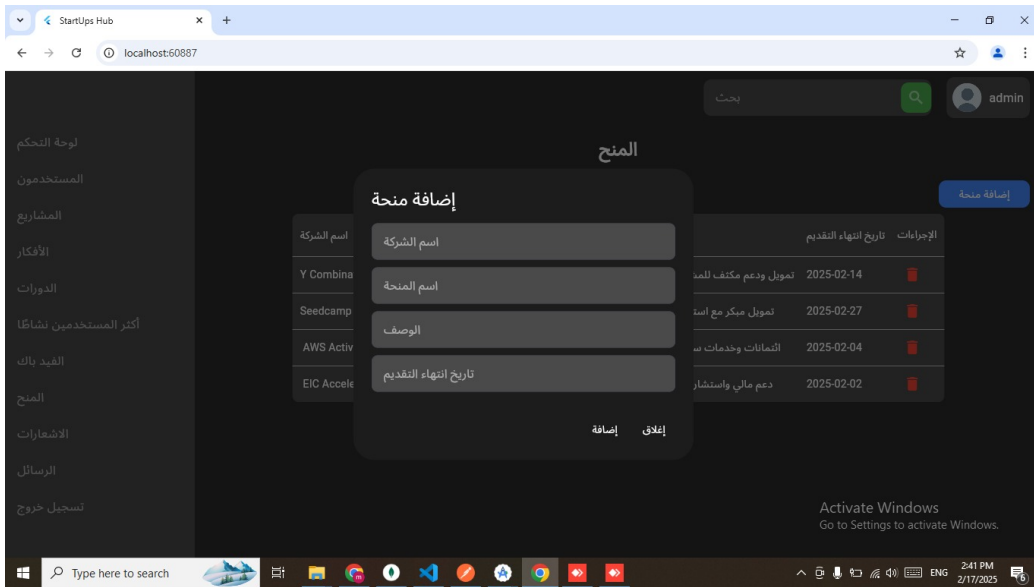 StartUps Hub
localhost:60887
بحث
admin
لوحة التحكم
المستخدمون
المشاريع
الأفكار
الدورات
أكثر المستخدمين نشاطًا
الفيد باك
المنح
الاشعارات
الرسائل
تسجيل خروج
المنح
إضافة منحة
اسم الشركة
تاريخ انتهاء التقديم
الإجراءات
Y Combina
تمويل ودعم مكثف للمد
2025-02-14
Seedcamp
تمويل مبكر مع است
2025-02-27
AWS Activ
ائتمانات وخدمات س
2025-02-04
EIC Accele
دعم مالي واستشار
2025-02-02
إضافة منحة
اسم الشركة
اسم المنحة
الوصف
تاريخ انتهاء التقديم
إضافة
إغلاق
Activate Windows
Go to Settings to activate Windows.
Type here to search
ENG
2:41 PM
2/17/2025